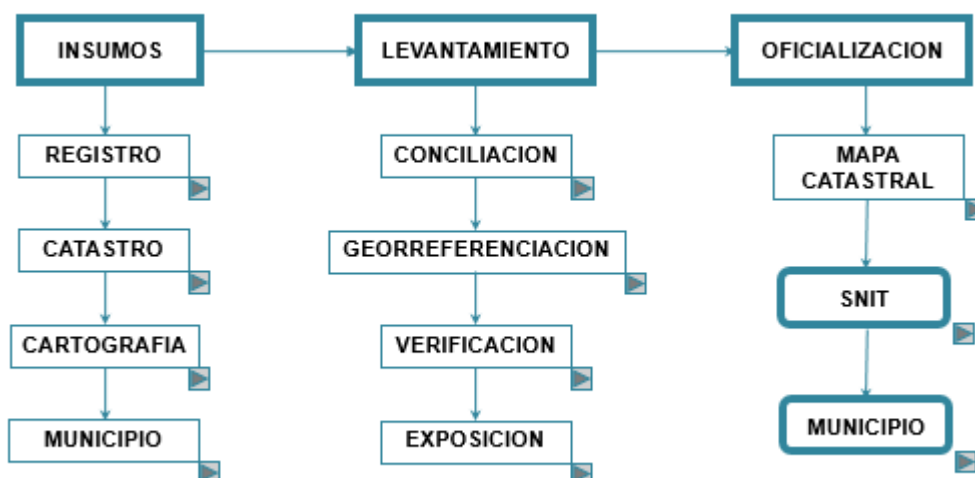 INSUMOS
LEVANTAMIENTO
OFICIALIZACION
REGISTRO
CONCILIACION
MAPA
CATASTRAL
CATASTRO
GEORREFERENCIACION
SNIT
CARTOGRAFIA
VERIFICACION
MUNICIPIO
EXPOSICION
MUNICIPIO